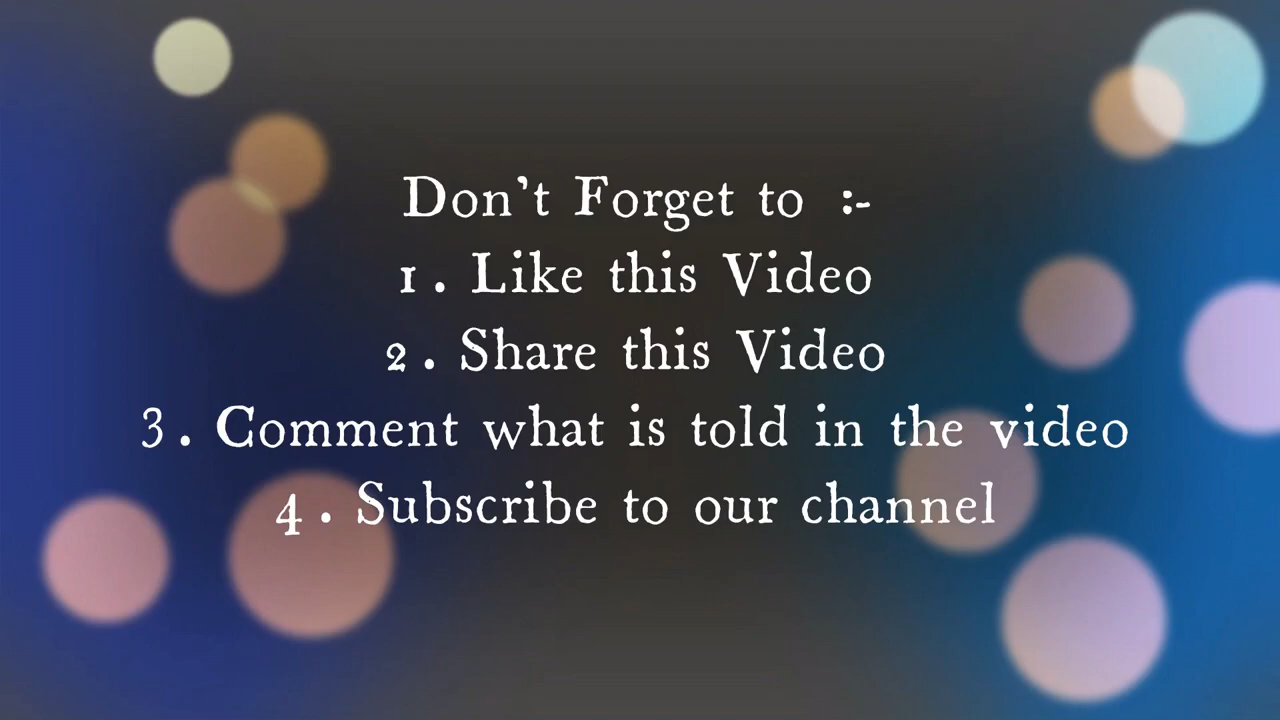 Don't Forget to :-
1 . Like this Video
2 . Share this Video
3 . Comment what is told in the video
4 . Subscribe to our channel